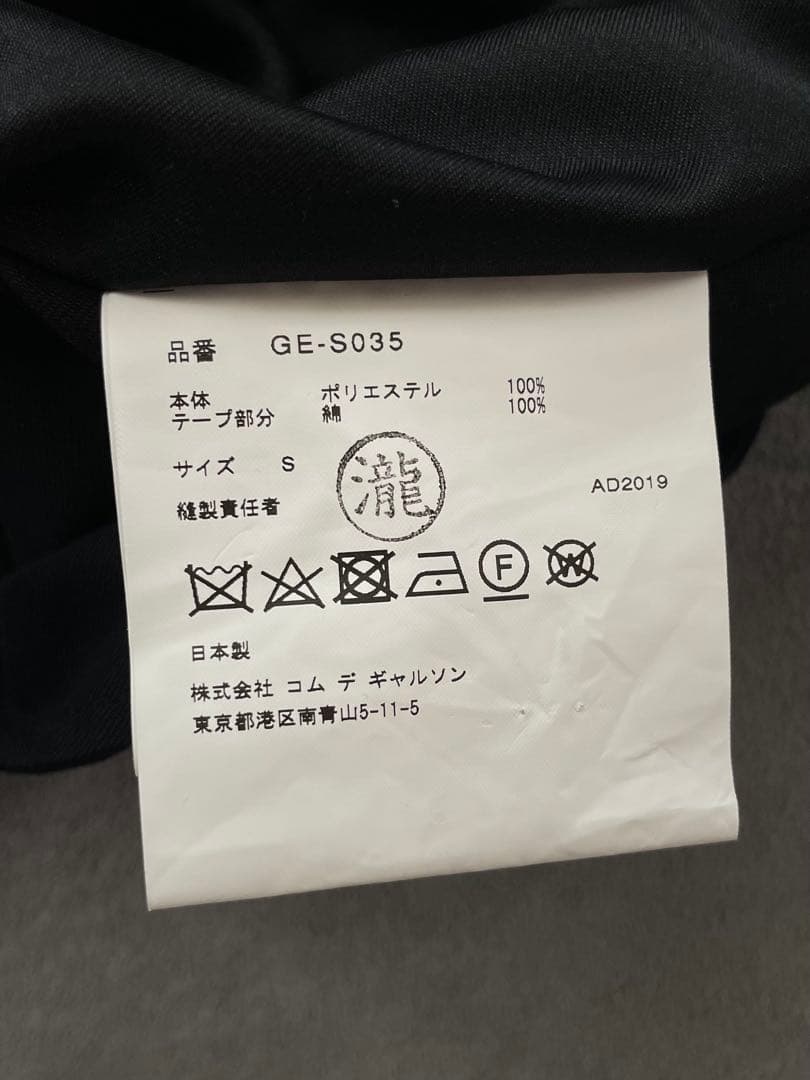 品番 GE-S035
本体 ポリエステル 100%
テープ部分 綿 100%
サイズ S
瀧
AD2019
縫製責任者
F
W
日本製
株式会社 コム デ ギャルソン
東京都港区南青山5-11-5